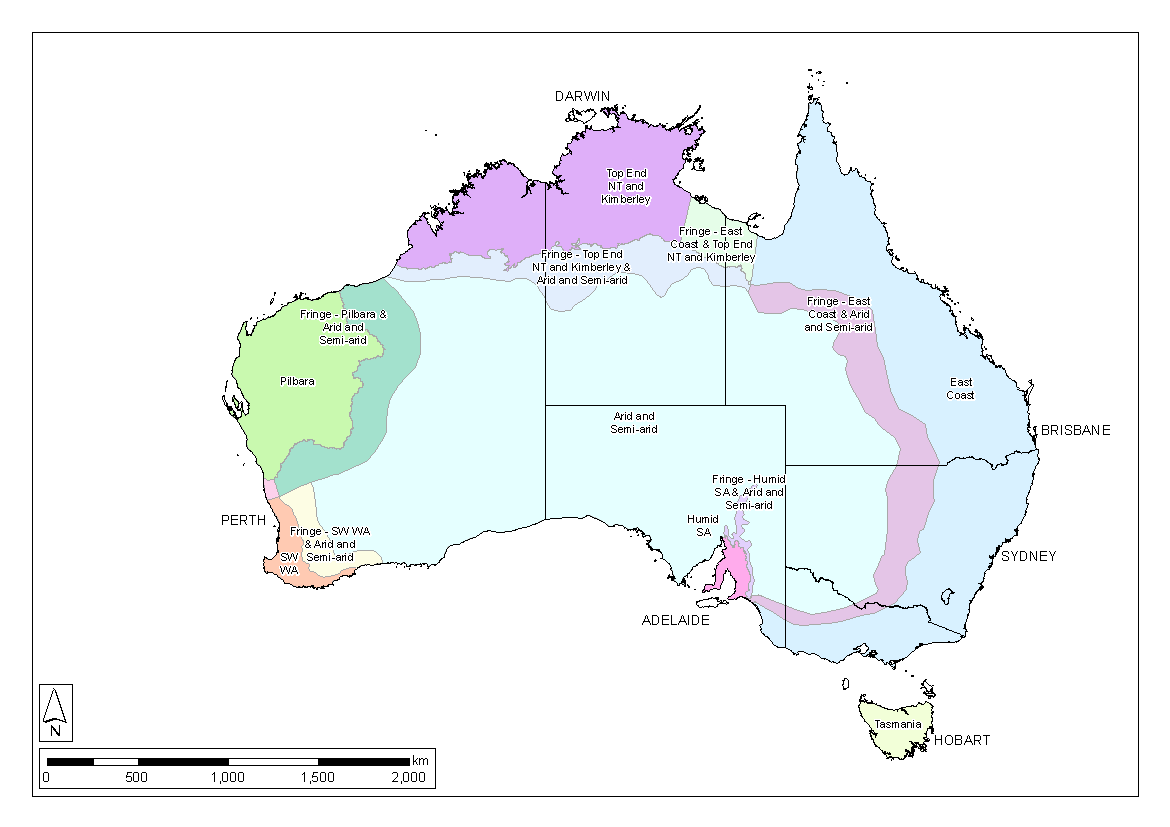 DARWIN
Top End
NT and
Kimberley
Fringe - East
Coast & Top End
NT and Kimberley
Fringe - Top End
NT and Kimberley &
Arid and Semi-arid
Fringe - East
Coast & Arid
and Semi-arid
Fringe - Pilbara &
Arid and
Semi-arid
Pilbara
East
Coast
Arid and
Semi-arid
BRISBANE
Fringe - Humid
SA & Arid and
Semi-arid
Humid
SA
PERTH
Fringe - SW WA
& Arid and
Semi-arid
SW
WA
SYDNEY
ADELAIDE
Tasmania
HOBART
N
km
0 500 1,000 1,500 2,000